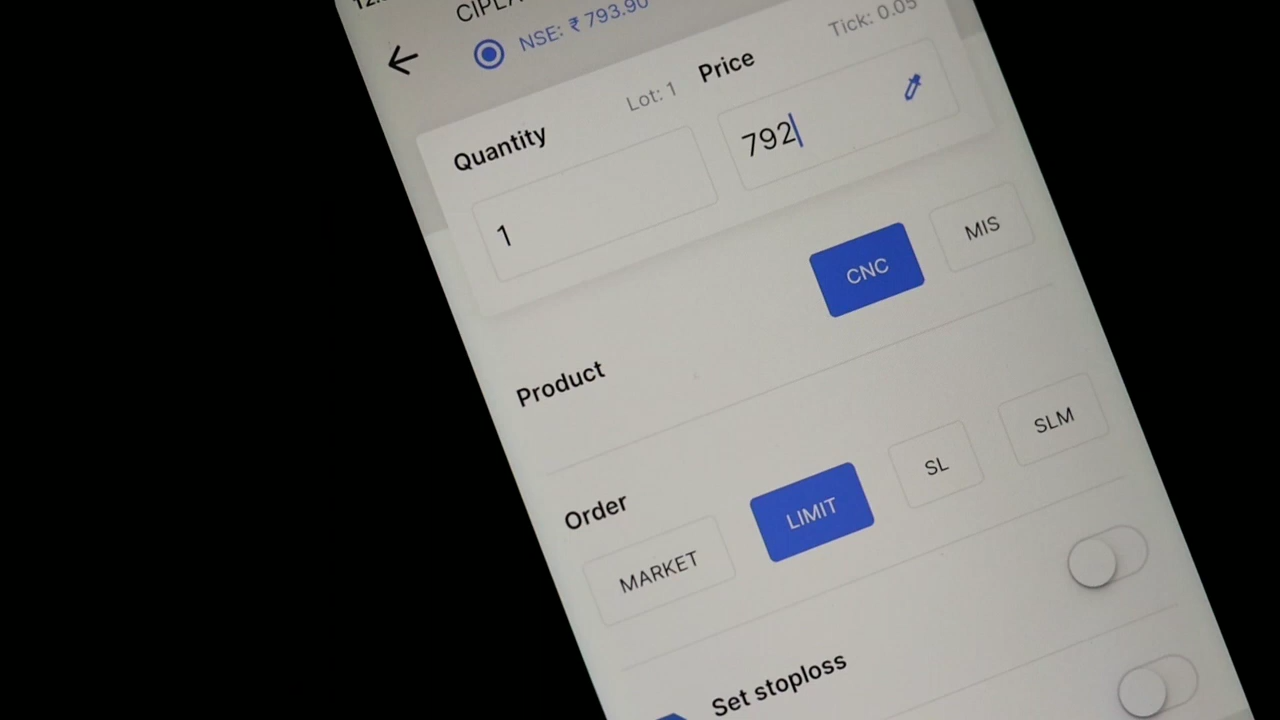 NSE: ₹ 793.90
Tick: 0.05
Quantity
Lot: 1
Price
1
792
Product
CNC
MIS
Order
MARKET
LIMIT
SL
SLM
Set stoploss